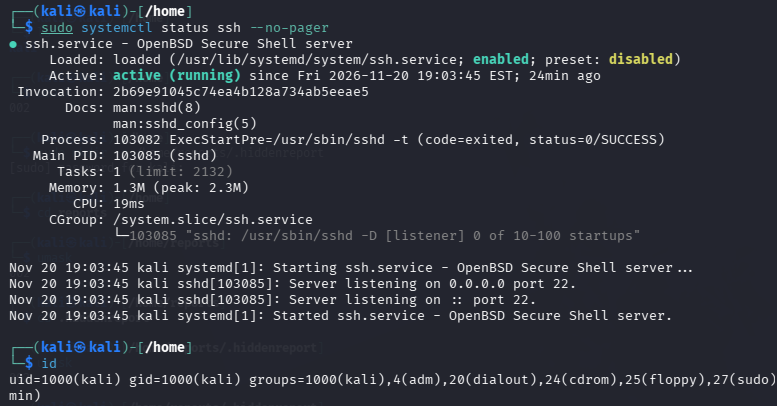 ┌──(kali㉿kali)-[/home]
└─$ sudo systemctl status ssh --no-pager
● ssh.service - OpenBSD Secure Shell server
Loaded: loaded (/usr/lib/systemd/system/ssh.service; enabled; preset: disabled)
Active: active (running) since Fri 2026-11-20 19:03:45 EST; 24min ago
Invocation: 2b69e91045c74ea4b128a734ab5eeae5
Docs: man:sshd(8)
man:sshd_config(5)
Process: 103082 ExecStartPre=/usr/sbin/sshd -t (code=exited, status=0/SUCCESS)
Main PID: 103085 (sshd)
Tasks: 1 (limit: 2132)
Memory: 1.3M (peak: 2.3M)
CPU: 19ms
CGroup: /system.slice/ssh.service
└─103085 "sshd: /usr/sbin/sshd -D [listener] 0 of 10-100 startups"
Nov 20 19:03:45 kali systemd[1]: Starting ssh.service - OpenBSD Secure Shell server...
Nov 20 19:03:45 kali sshd[103085]: Server listening on 0.0.0.0 port 22.
Nov 20 19:03:45 kali sshd[103085]: Server listening on :: port 22.
Nov 20 19:03:45 kali systemd[1]: Started ssh.service - OpenBSD Secure Shell server.
┌──(kali㉿kali)-[/home]
└─$ id
uid=1000(kali) gid=1000(kali) groups=1000(kali),4(adm),20(dialout),24(cdrom),25(floppy),27(sudo)
min)